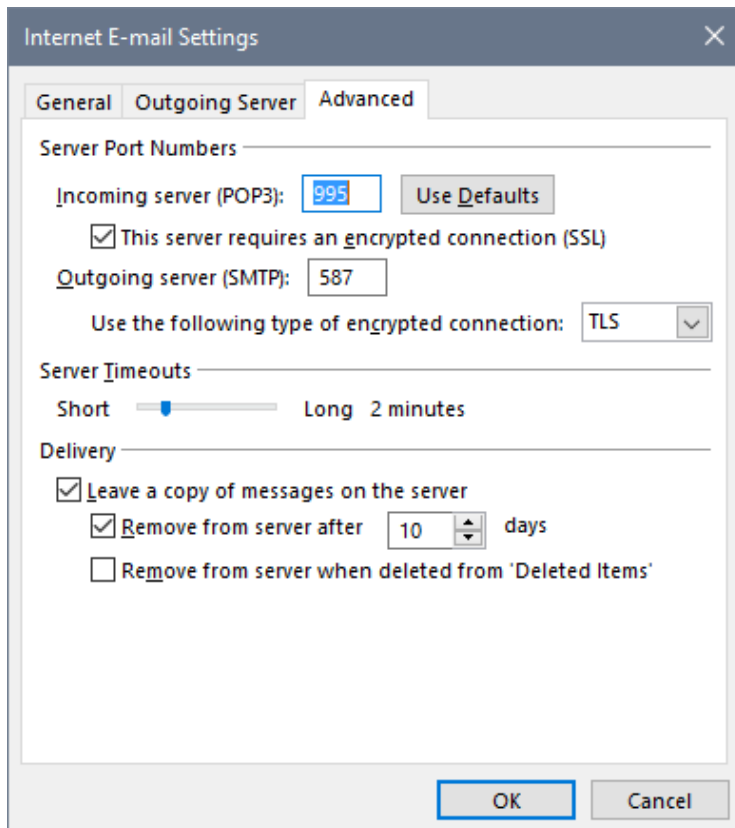 Internet E-mail Settings
General Outgoing Server Advanced
Server Port Numbers
Incoming server (POP3): 995 Use Defaults
This server requires an encrypted connection (SSL)
Outgoing server (SMTP): 587
Use the following type of encrypted connection: TLS
Server Timeouts
Short Long 2 minutes
Delivery
Leave a copy of messages on the server
Remove from server after 10 days
Remove from server when deleted from 'Deleted Items'
OK Cancel